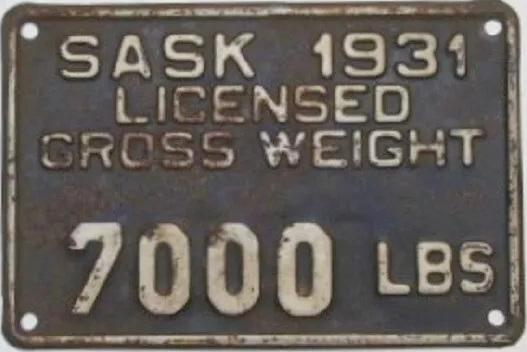 SASK 1931
LICENSED
GROSS WEIGHT
7000 LBS